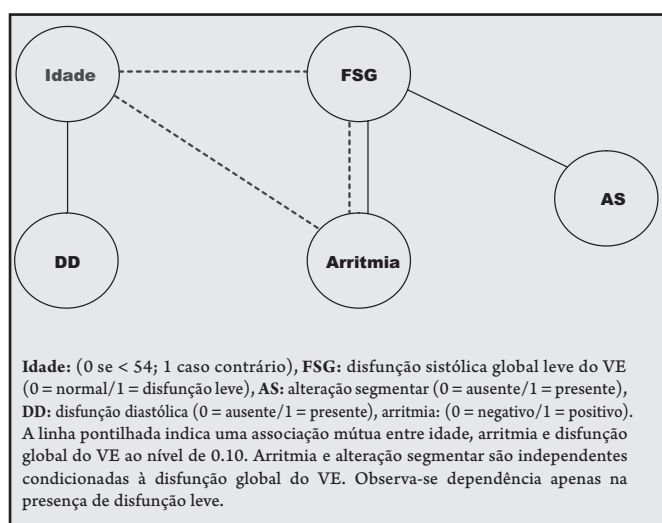 Idade
FSG
AS
DD
Arritmia
Idade: (0 se < 54; 1 caso contrário), FSG: disfunção sistólica global leve do VE
(0 = normal/1 = disfunção leve), AS: alteração segmentar (0 = ausente/1 = presente),
DD: disfunção diastólica (0 = ausente/1 = presente), arritmia: (0 = negativo/1 = positivo).
A linha pontilhada indica uma associação mútua entre idade, arritmia e disfunção
global do VE ao nível de 0.10. Arritmia e alteração segmentar são independentes
condicionadas à disfunção global do VE. Observa-se dependência apenas na
presença de disfunção leve.